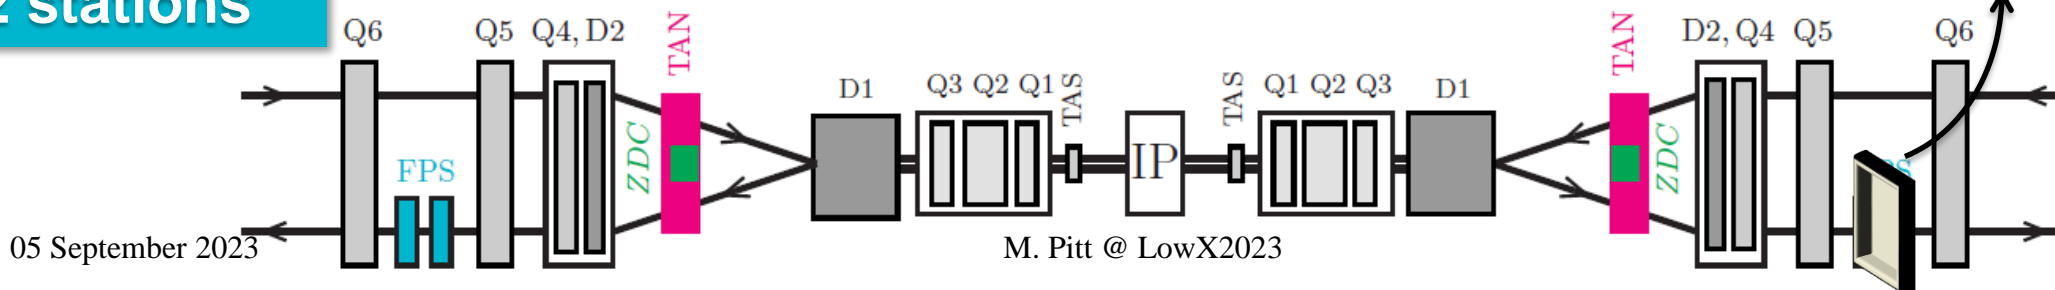 2 stations
Q6 Q5 Q4, D2 TAN D1 Q3 Q2 Q1 TAS IP TAS Q1 Q2 Q3 D1 TAN D2, Q4 Q5 Q6
ZDC ZDC
FPS
05 September 2023 M. Pitt @ LowX2023